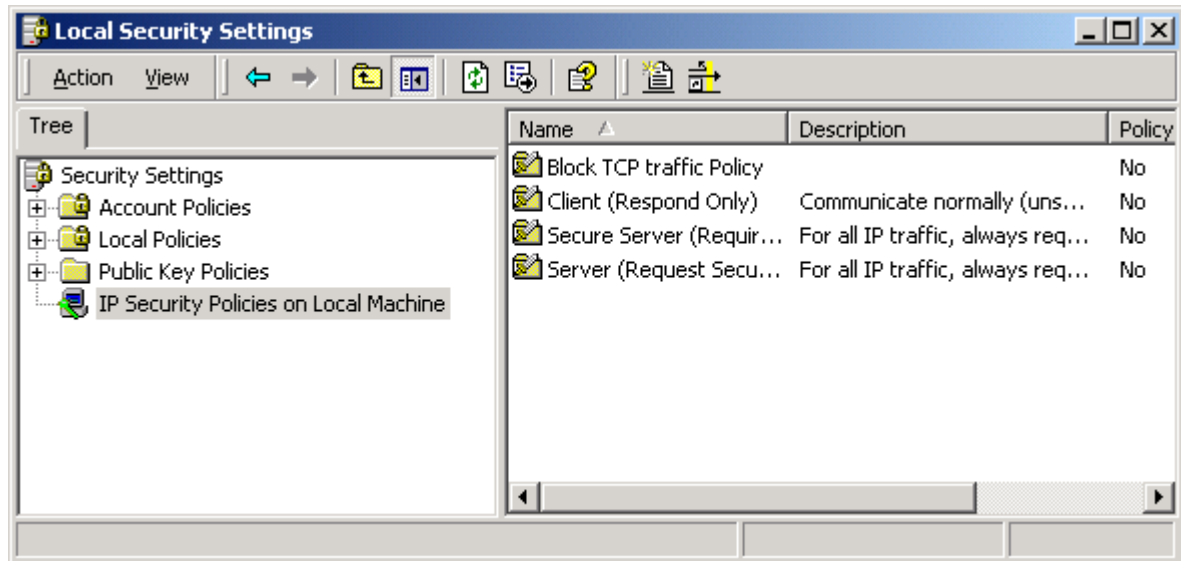 Local Security Settings
Action View
Tree
Security Settings
Account Policies
Local Policies
Public Key Policies
IP Security Policies on Local Machine
Name Description Policy
Block TCP traffic Policy No
Client (Respond Only) Communicate normally (uns... No
Secure Server (Requir... For all IP traffic, always req... No
Server (Request Secu... For all IP traffic, always req... No